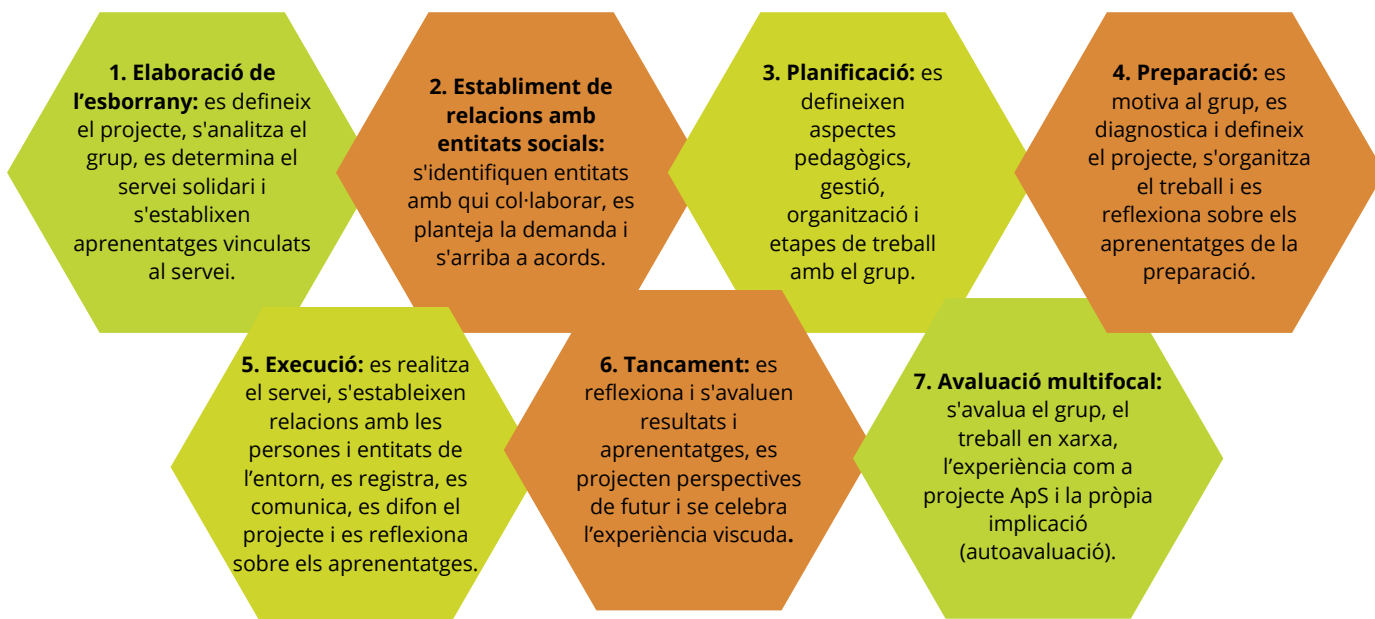 1. Elaboració de
l’esborrany: es defineix
el projecte, s'analitza el
grup, es determina el
servei solidari i
s'establixen
aprenentatges vinculats
al servei.
2. Establiment de
relacions amb
entitats socials:
s'identifiquen entitats
amb qui col·laborar, es
planteja la demanda i
s'arriba a acords.
3. Planificació: es
defineixen
aspectes
pedagògics,
gestió,
organització i
etapes de treball
amb el grup.
4. Preparació: es
motiva al grup, es
diagnostica i defineix
el projecte, s'organitza
el treball i es
reflexiona sobre els
aprenentatges de la
preparació.
5. Execució: es realitza
el servei, s'estableixen
relacions amb les
persones i entitats de
l’entorn, es registra, es
comunica, es difon el
projecte i es reflexiona
sobre els aprenentatges.
6. Tancament: es
reflexiona i s'avaluen
resultats i
aprenentatges, es
projecten perspectives
de futur i se celebra
l’experiència viscuda.
7. Avaluació multifocal:
s'avalua el grup, el
treball en xarxa,
l’experiència com a
projecte ApS i la pròpia
implicació
(autoavaluació).